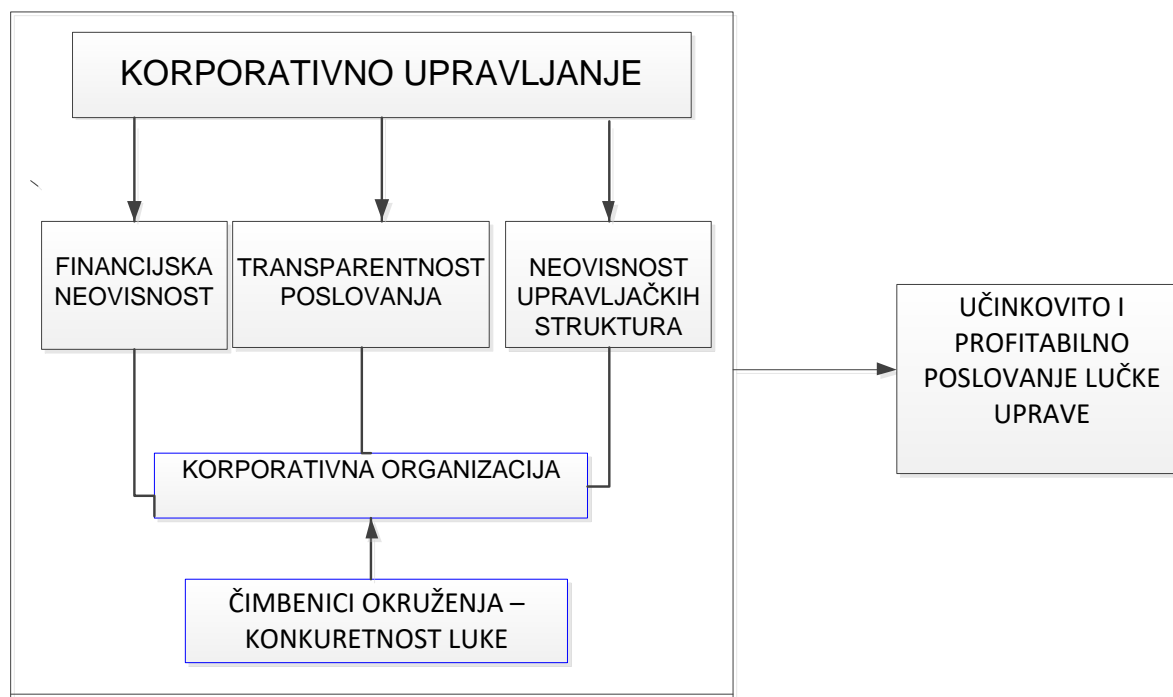 KORPORATIVNO UPRAVLJANJE
FINANCIJSKA
NEOVISNOST
TRANSPARENTNOST
POSLOVANJA
NEOVISNOST
UPRAVLJAČKIH
STRUKTURA
KORPORATIVNA ORGANIZACIJA
ČIMBENICI OKRUŽENJA –
KONKURETNOST LUKE
UČINKOVITO I
PROFITABILNO
POSLOVANJE LUČKE
UPRAVE